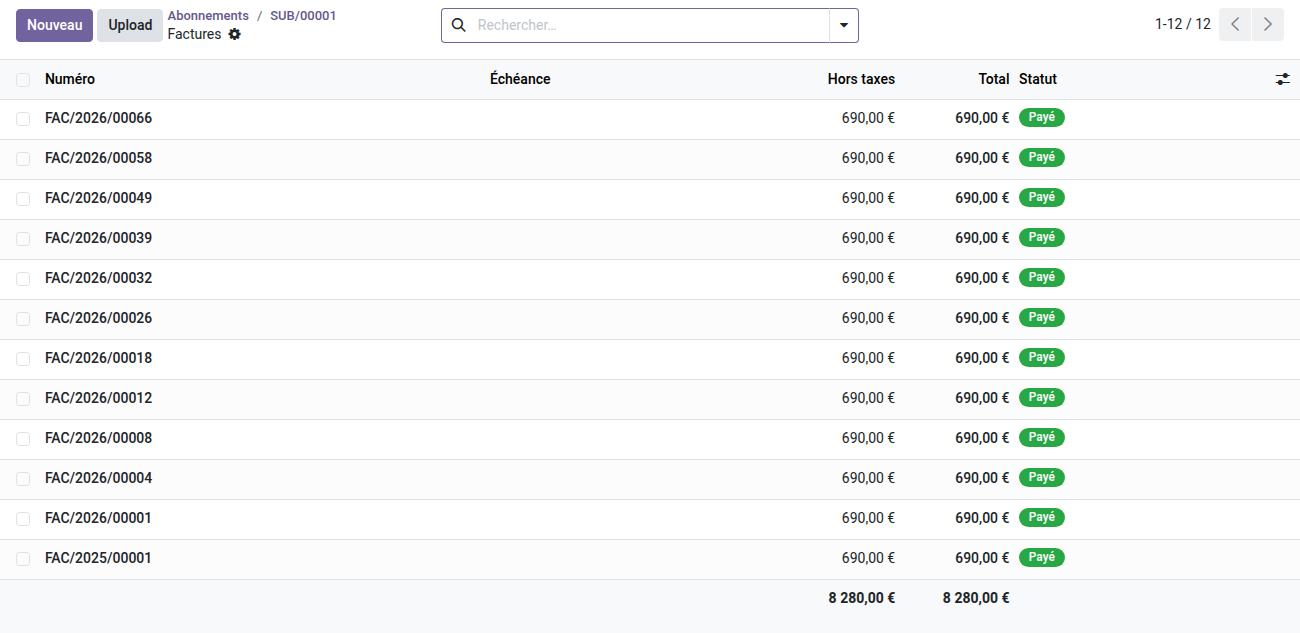 Nouveau Upload Abonnements / SUB/00001
Factures
Rechercher...
1-12 / 12
Numéro Échéance Hors taxes Total Statut
FAC/2026/00066 690,00 € 690,00 € Payé
FAC/2026/00058 690,00 € 690,00 € Payé
FAC/2026/00049 690,00 € 690,00 € Payé
FAC/2026/00039 690,00 € 690,00 € Payé
FAC/2026/00032 690,00 € 690,00 € Payé
FAC/2026/00026 690,00 € 690,00 € Payé
FAC/2026/00018 690,00 € 690,00 € Payé
FAC/2026/00012 690,00 € 690,00 € Payé
FAC/2026/00008 690,00 € 690,00 € Payé
FAC/2026/00004 690,00 € 690,00 € Payé
FAC/2026/00001 690,00 € 690,00 € Payé
FAC/2025/00001 690,00 € 690,00 € Payé
8 280,00 € 8 280,00 €